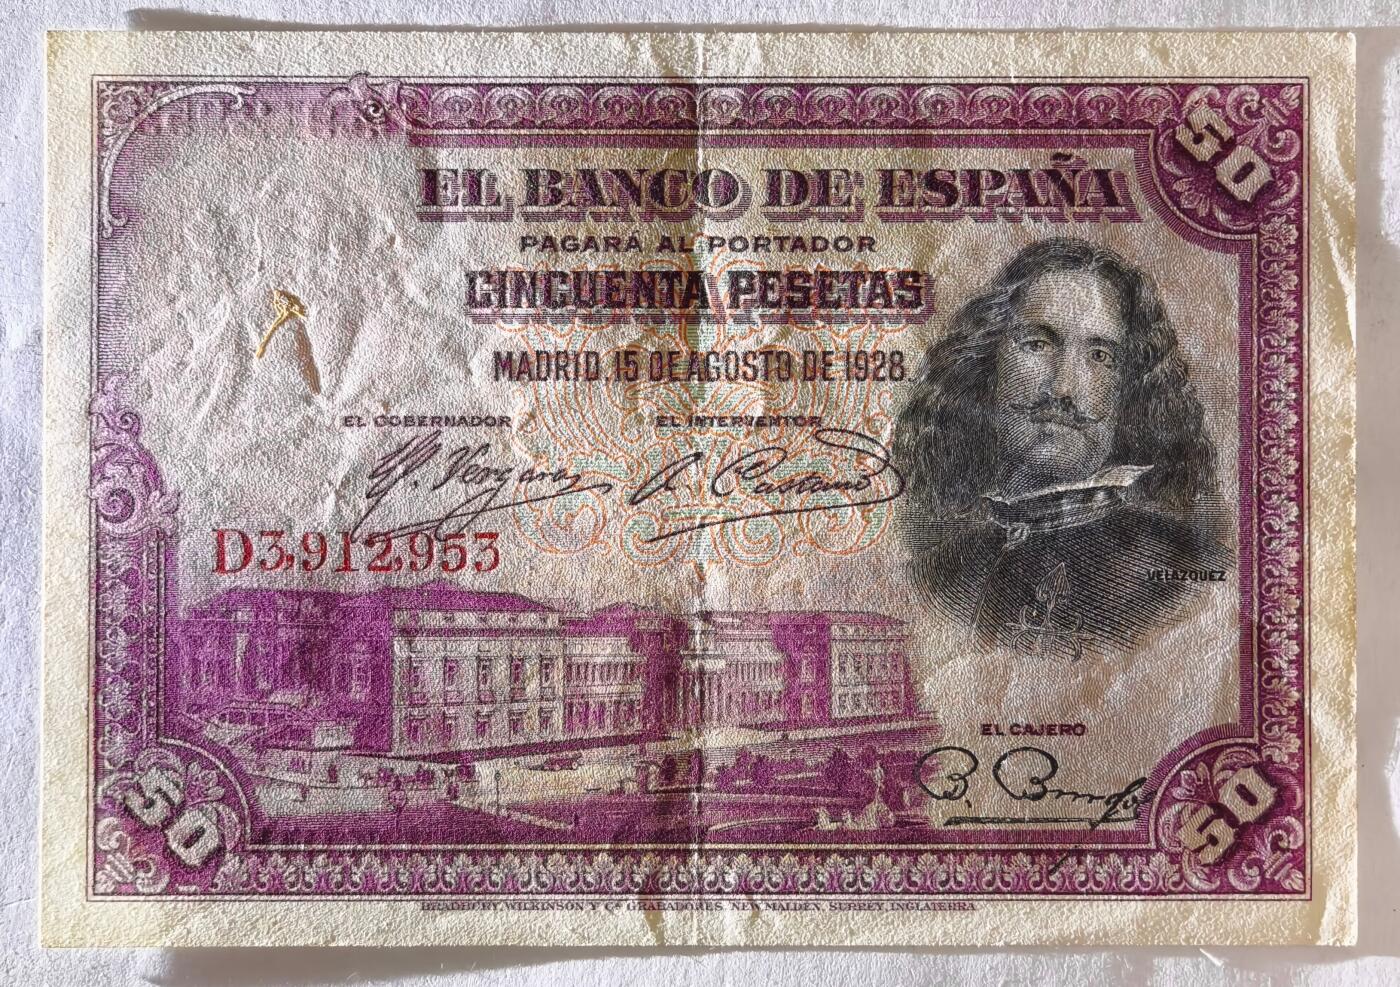 50
EL BANCO DE ESPAÑA
PAGARÁ AL PORTADOR
CINCUENTA PESETAS
MADRID, 15 DE AGOSTO DE 1928.
EL GOBERNADOR
EL INTERVENTOR
D3,912,953
VELAZQUEZ
EL CAJERO
50
50
BRADBURY, WILKINSON Y Cª GRABADORES, NEW MALDEN, SURREY, INGLATERRA